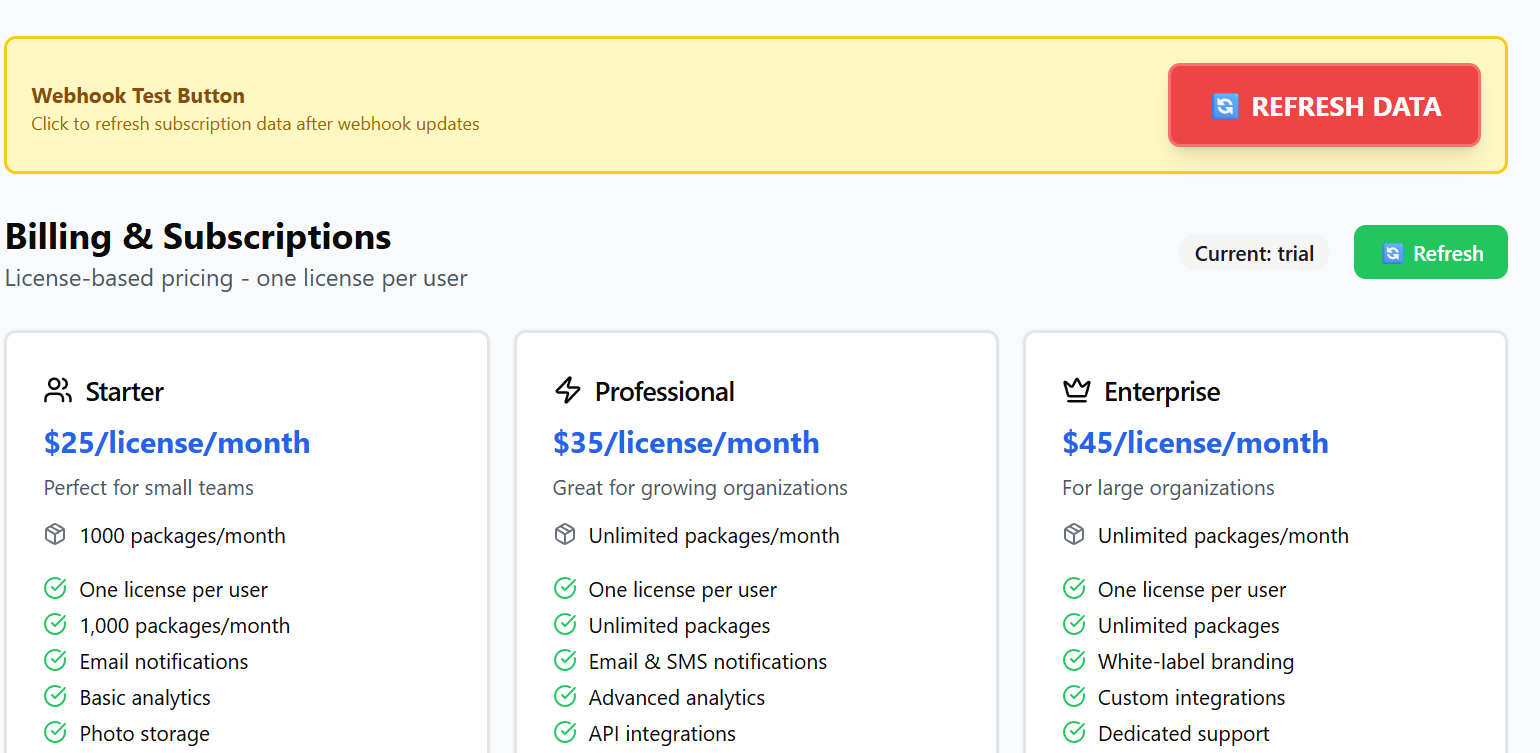 Webhook Test Button
Click to refresh subscription data after webhook updates
REFRESH DATA
Billing & Subscriptions
License-based pricing - one license per user
Current: trial
Refresh
Starter
$25/license/month
Perfect for small teams
1000 packages/month
One license per user
1,000 packages/month
Email notifications
Basic analytics
Photo storage
Professional
$35/license/month
Great for growing organizations
Unlimited packages/month
One license per user
Unlimited packages
Email & SMS notifications
Advanced analytics
API integrations
Enterprise
$45/license/month
For large organizations
Unlimited packages/month
One license per user
Unlimited packages
White-label branding
Custom integrations
Dedicated support